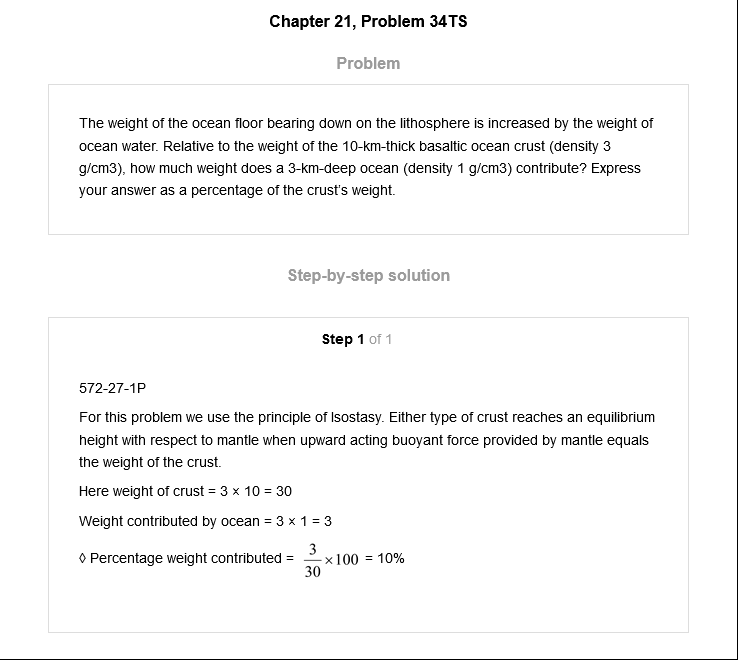 Chapter 21, Problem 34TS
Problem
The weight of the ocean floor bearing down on the lithosphere is increased by the weight of
ocean water. Relative to the weight of the 10-km-thick basaltic ocean crust (density 3
g/cm3), how much weight does a 3-km-deep ocean (density 1 g/cm3) contribute? Express
your answer as a percentage of the crust's weight.
Step-by-step solution
Step 1 of 1
572-27-1P
For this problem we use the principle of Isostasy. Either type of crust reaches an equilibrium
height with respect to mantle when upward acting buoyant force provided by mantle equals
the weight of the crust.
Here weight of crust = 3 × 10 = 30
Weight contributed by ocean = 3 × 1 = 3
◊ Percentage weight contributed = 3/30 × 100 = 10%